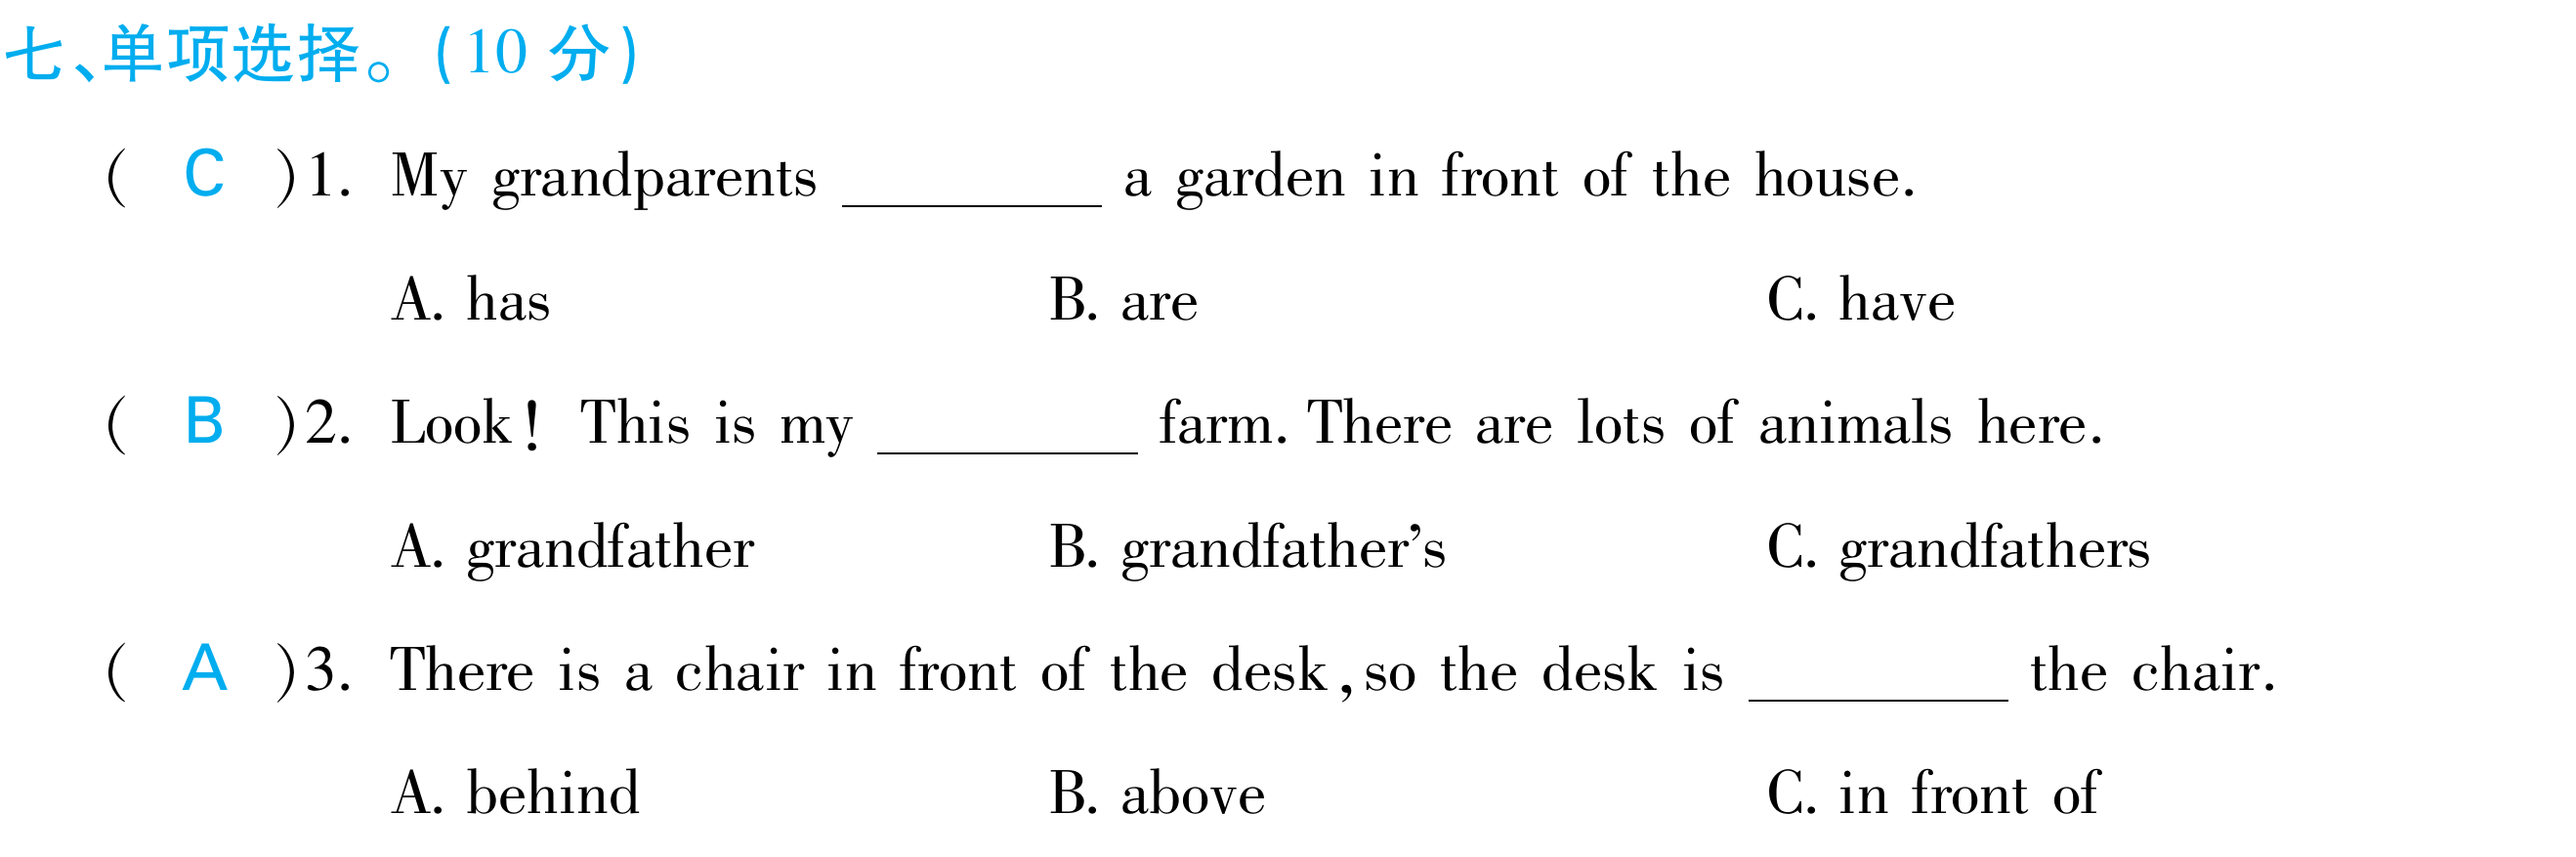 七、单项选择。(10 分)
( C )1. My grandparents ________ a garden in front of the house.
A. has B. are C. have
( B )2. Look! This is my ________ farm. There are lots of animals here.
A. grandfather B. grandfather's C. grandfathers
( A )3. There is a chair in front of the desk, so the desk is ________ the chair.
A. behind B. above C. in front of